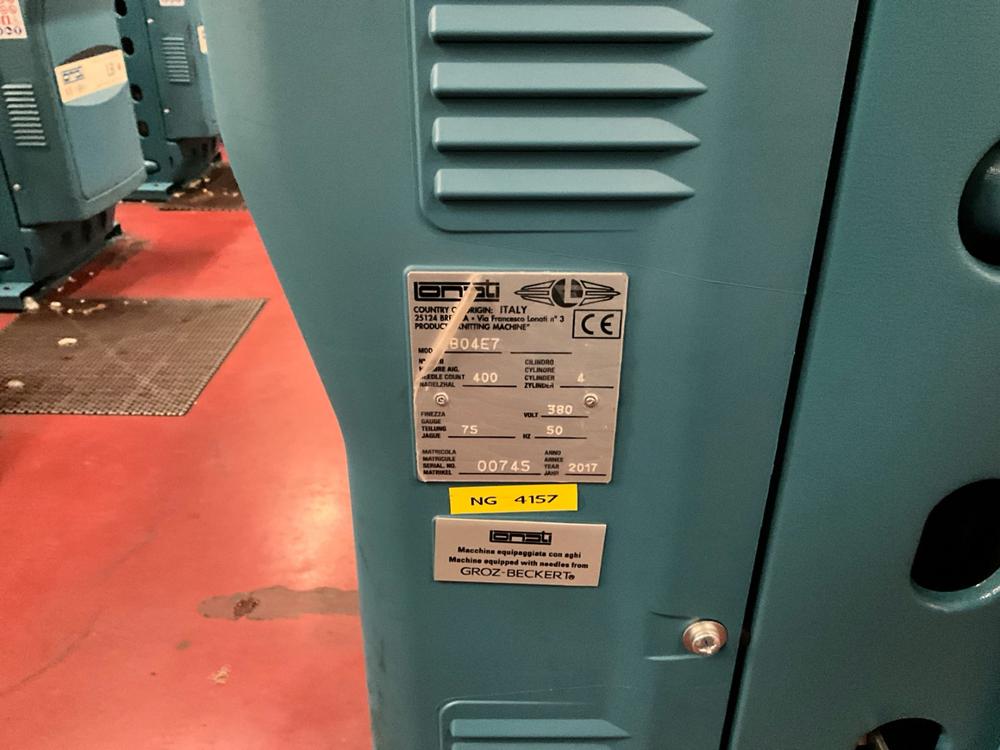 Lonati
L
COUNTRY OF ORIGIN: ITALY
25124 BRESCIA - Via Francesco Lonati n° 3
PRODUCT "KNITTING MACHINE"
CE
MOD. B04E7
NEEDLE COUNT 400
NADELZHAL
CILINDRO
CYLINDRE
CYLINDER 4
ZYLINDER
FINEZZA
GAUGE
TEILUNG 75
JAUGE
VOLT 380
HZ 50
MATRICOLA
MATRICULE
SERIAL. NO. 00745
MATRIKEL
ANNO
ANNEE
YEAR 2017
JAHR
NG 4157
Lonati
Macchina equipaggiata con aghi
Machine equipped with needles from
GROZ-BECKERT®